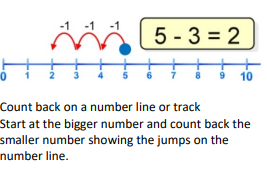 -1 -1 -1
5 - 3 = 2
0 1 2 3 4 5 6 7 8 9 10
Count back on a number line or track
Start at the bigger number and count back the
smaller number showing the jumps on the
number line.